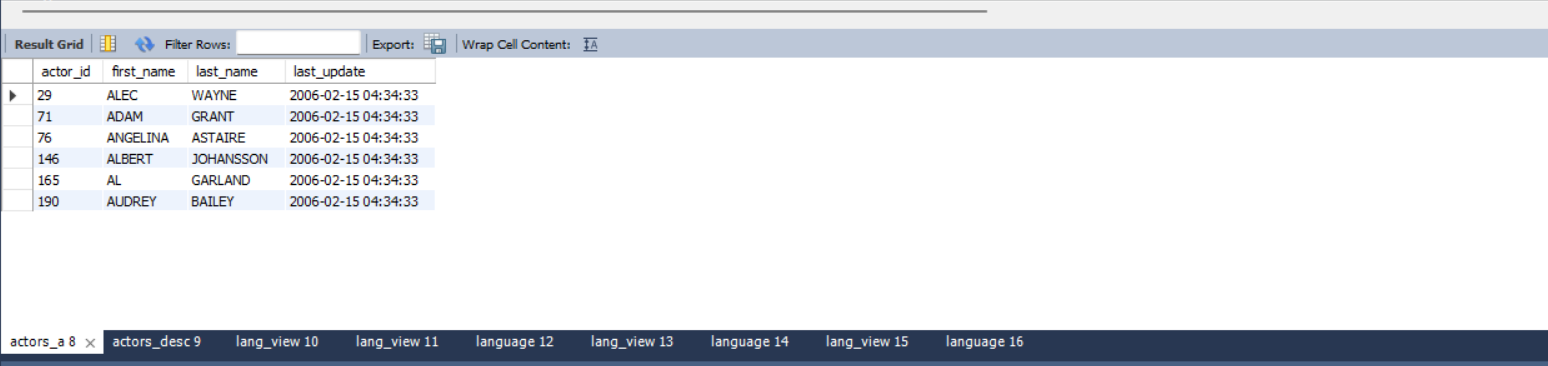 Result Grid Filter Rows: Export: Wrap Cell Content: IA
actor_id first_name last_name last_update
29 ALEC WAYNE 2006-02-15 04:34:33
71 ADAM GRANT 2006-02-15 04:34:33
76 ANGELINA ASTAIRE 2006-02-15 04:34:33
146 ALBERT JOHANSSON 2006-02-15 04:34:33
165 AL GARLAND 2006-02-15 04:34:33
190 AUDREY BAILEY 2006-02-15 04:34:33
actors_a 8 actors_desc 9 lang_view 10 lang_view 11 language 12 lang_view 13 language 14 lang_view 15 language 16